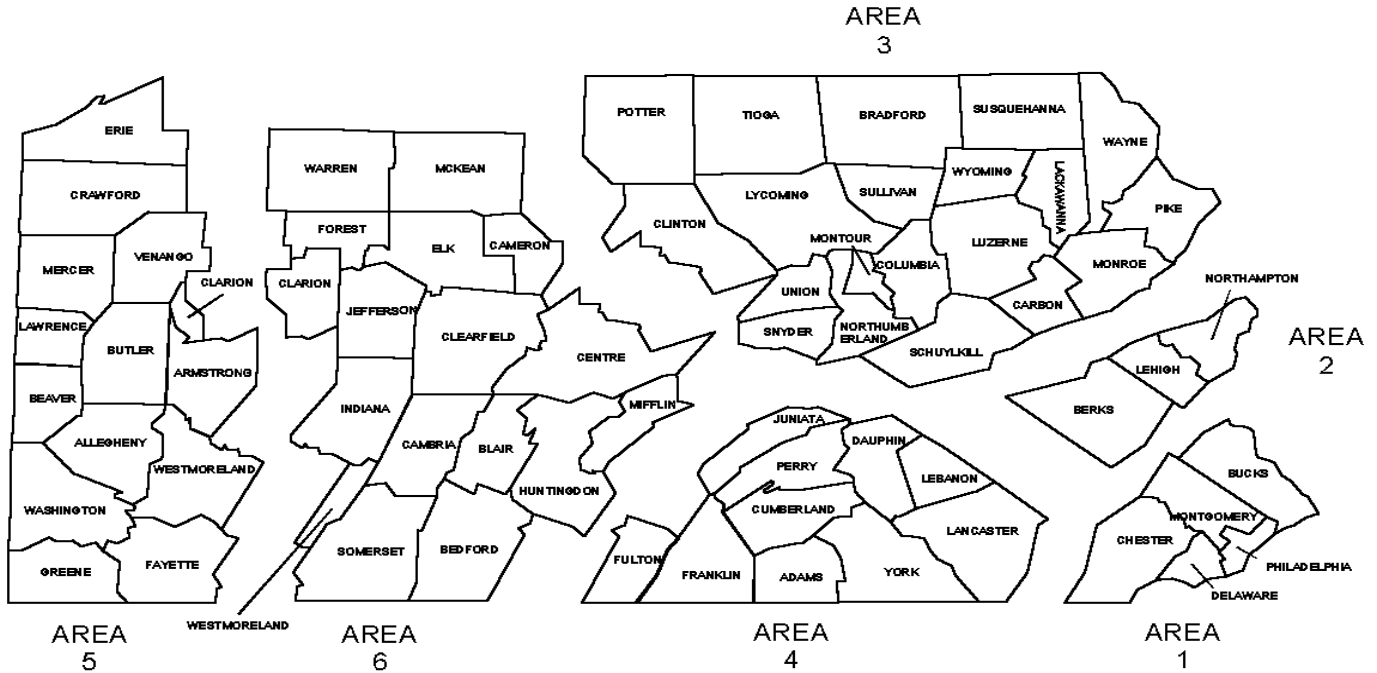 AREA
3
POTTER
TIOGA
BRADFORD
SUSQUEHANNA
WAYNE
WYOMING
LACKAWANNA
PIKE
CLINTON
LYCOMING
SULLIVAN
LUZERNE
MONROE
MONTOUR
COLUMBIA
UNION
CARBON
SNYDER
NORTHUMB
ERLAND
SCHUYLKILL
ERIE
CRAWFORD
VENANGO
MERCER
CLARION
LAWRENCE
BUTLER
ARMSTRONG
BEAVER
ALLEGHENY
WESTMORELAND
WASHINGTON
GREENE
FAYETTE
AREA
5
WARREN
MCKEAN
FOREST
ELK
CAMERON
CLARION
JEFFERSON
CLEARFIELD
CENTRE
INDIANA
MIFFLIN
CAMBRIA
BLAIR
HUNTINGDON
SOMERSET
BEDFORD
WESTMORELAND
AREA
6
JUNIATA
DAUPHIN
PERRY
LEBANON
CUMBERLAND
LANCASTER
FULTON
FRANKLIN
ADAMS
YORK
AREA
4
NORTHAMPTON
AREA
2
LEHIGH
BERKS
BUCKS
MONTGOMERY
CHESTER
PHILADELPHIA
DELAWARE
AREA
1